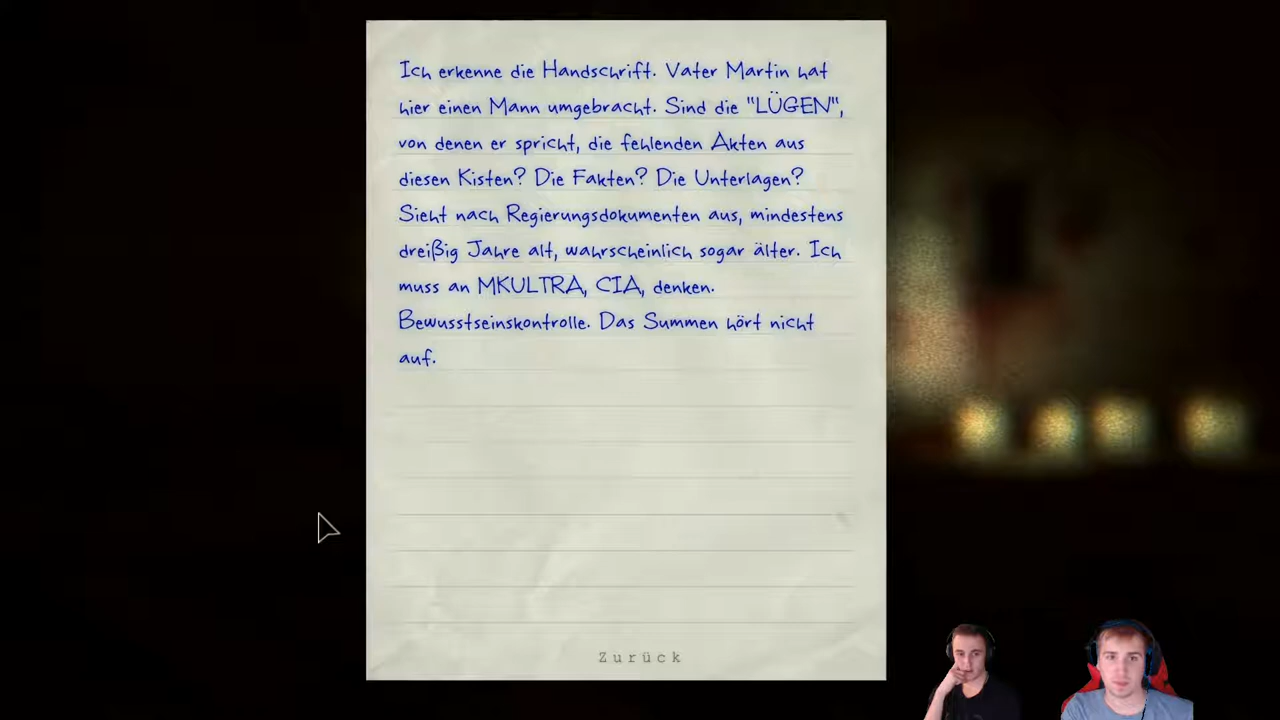 Ich erkenne die Handschrift. Vater Martin hat
hier einen Mann umgebracht. Sind die "LÜGEN",
von denen er spricht, die fehlenden Akten aus
diesen Kisten? Die Fakten? Die Unterlagen?
Sieht nach Regierungsdokumenten aus, mindestens
dreißig Jahre alt, wahrscheinlich sogar älter. Ich
muss an MKULTRA, CIA, denken.
Bewusstseinskontrolle. Das Summen hört nicht
auf.
Zurück